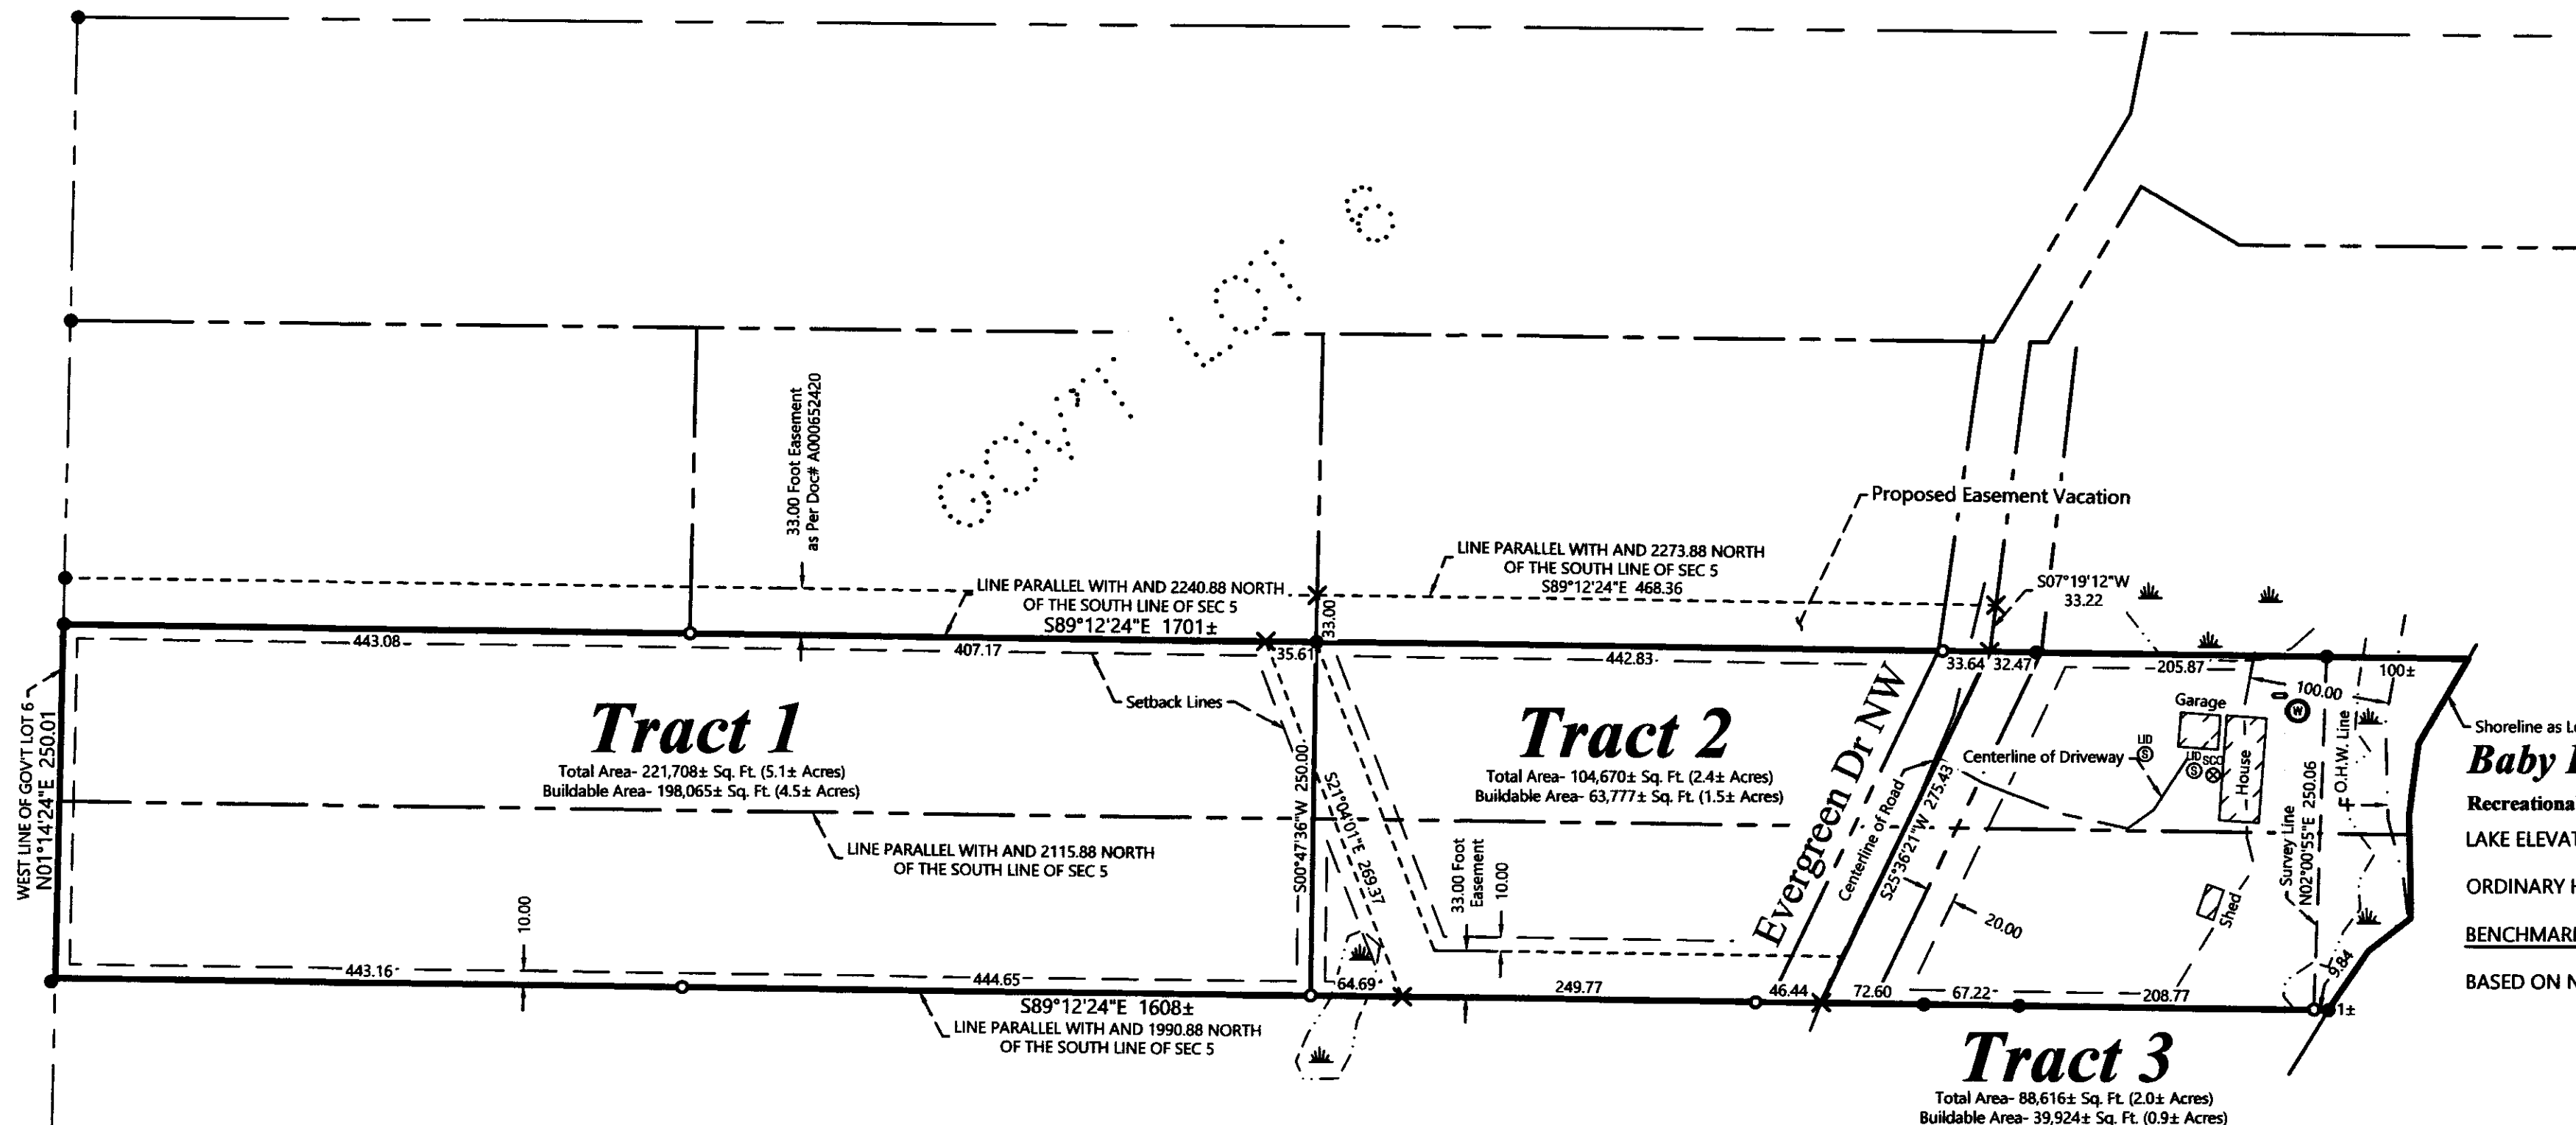 GOV'T LOT 6
33.00 Foot Easement
as Per Doc# A000652420
Proposed Easement Vacation
LINE PARALLEL WITH AND 2273.88 NORTH
OF THE SOUTH LINE OF SEC 5
S89°12'24"E 468.36
LINE PARALLEL WITH AND 2240.88 NORTH
OF THE SOUTH LINE OF SEC 5
S89°12'24"E 1701±
S07°19'12"W
33.22
33.00
443.08
407.17
35.61
442.83
33.64
32.47
205.87
100±
100.00
WEST LINE OF GOV'T LOT 6
N01°14'24"E 250.01
Setback Lines
Tract 1
Total Area- 221,708± Sq. Ft. (5.1± Acres)
Buildable Area- 198,065± Sq. Ft. (4.5± Acres)
LINE PARALLEL WITH AND 2115.88 NORTH
OF THE SOUTH LINE OF SEC 5
S00°47'36"W 250.00
S21°04'01"E 269.37
Tract 2
Total Area- 104,670± Sq. Ft. (2.4± Acres)
Buildable Area- 63,777± Sq. Ft. (1.5± Acres)
33.00 Foot
Easement
10.00
Evergreen Dr NW
Centerline of Road
S25°36'21"W 275.43
Centerline of Driveway
20.00
Garage
LID
S
LID
S
SCO
House
W
Shed
Survey Line
N02°00'55"E 250.06
O.H.W. Line
Shoreline as
Baby
Recreational
LAKE
ORDINARY
BENCHMARK
BASED ON
10.00
443.16
444.65
S89°12'24"E 1608±
LINE PARALLEL WITH AND 1990.88 NORTH
OF THE SOUTH LINE OF SEC 5
64.69
249.77
46.44
72.60
67.22
208.77
9.84
1±
Tract 3
Total Area- 88,616± Sq. Ft. (2.0± Acres)
Buildable Area- 39,924± Sq. Ft. (0.9± Acres)